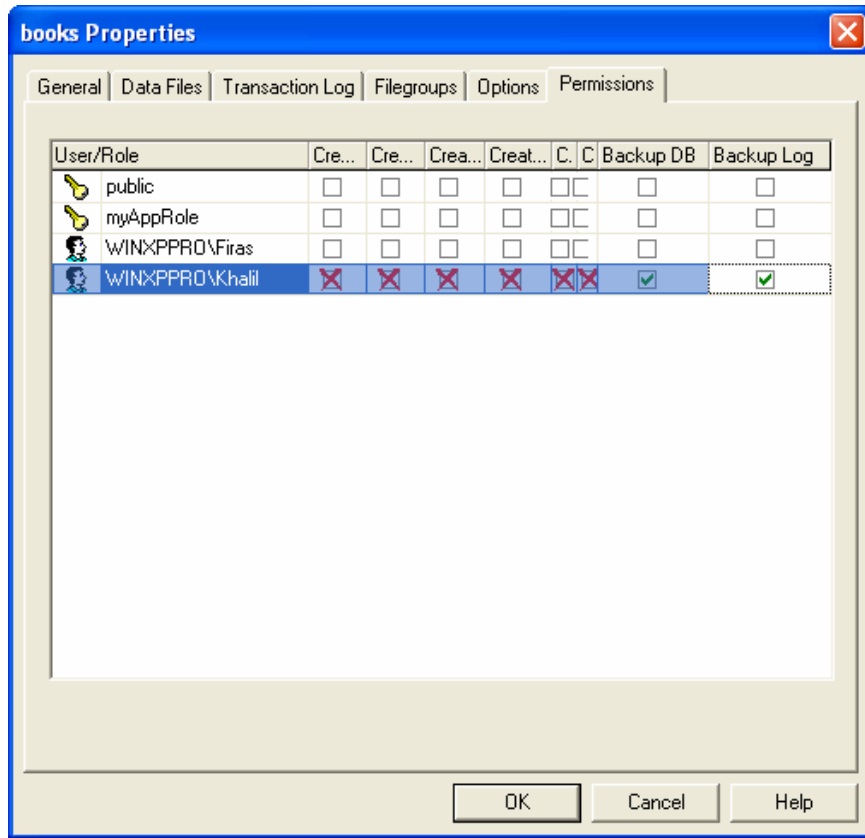 books Properties
General Data Files Transaction Log Filegroups Options Permissions
User/Role Cre... Cre... Crea... Creat... C. C Backup DB Backup Log
public
myAppRole
WINXPPRO\Firas
WINXPPRO\Khalil
OK Cancel Help